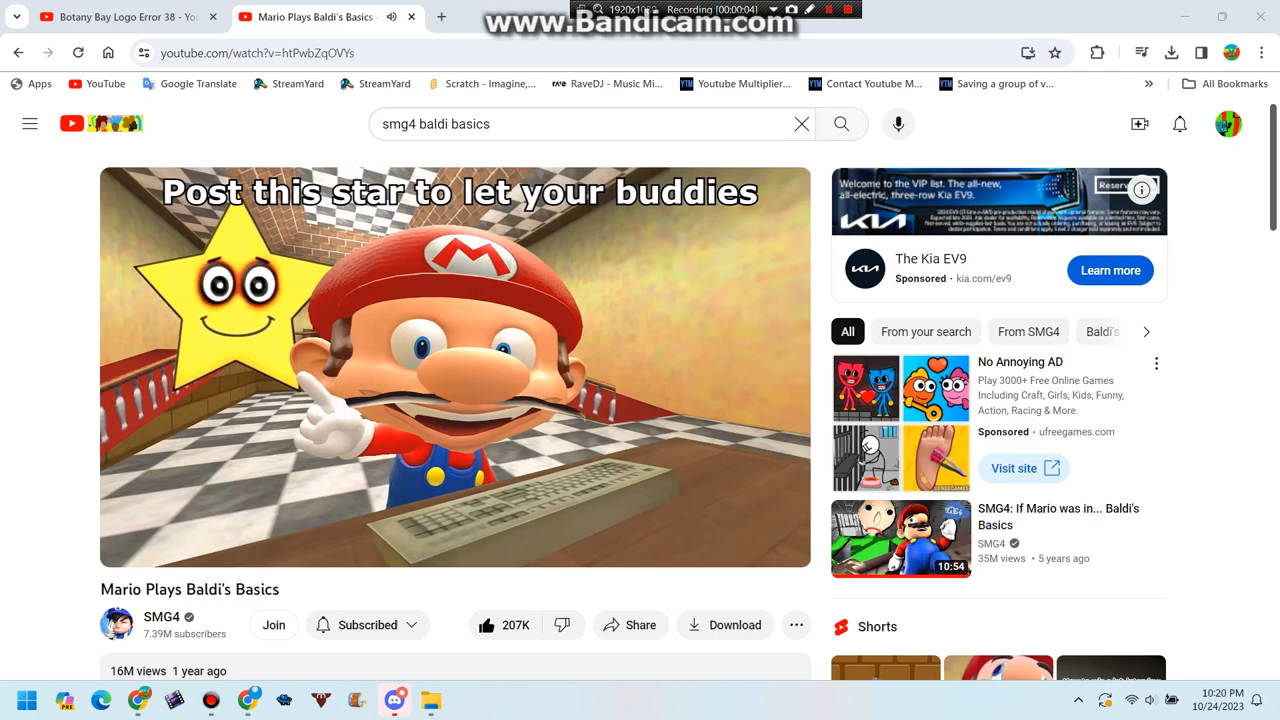 Botany Bay Logo Error 38 - YouT
Mario Plays Baldi's Basics -
1920x1080 Recording [00:00:04]
www.Bandicam.com
youtube.com/watch?v=htPwbZqOVYs
Apps
YouTube
Google Translate
StreamYard
StreamYard
Scratch - Imagine,...
RaveDJ - Music Mi...
Youtube Multiplier...
Contact Youtube M...
Saving a group of v...
All Bookmarks
smg4 baldi basics
Post this star to let your buddies
Welcome to the VIP list. The all-new,
all-electric, three-row Kia EV9.
The Kia EV9
Sponsored • kia.com/ev9
Learn more
All
From your search
From SMG4
Baldi's
No Annoying AD
Play 3000+ Free Online Games
Including Craft, Girls, Kids, Funny,
Action, Racing & More.
Sponsored • ufreegames.com
Visit site
SMG4: If Mario was in... Baldi's
Basics
SMG4
35M views • 5 years ago
10:54
Mario Plays Baldi's Basics
SMG4
7.39M subscribers
Join
Subscribed
207K
Share
Download
16M views 1 year ago
Shorts
10:20 PM
10/24/2023